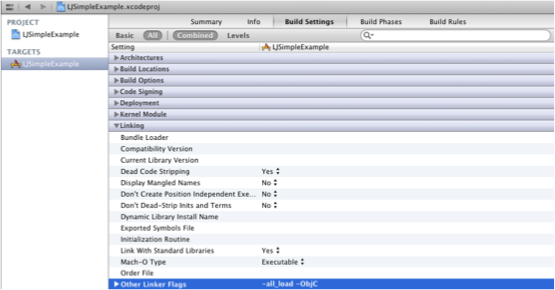 LJSimpleExample.xcodeproj
PROJECT
LJSimpleExample
TARGETS
LJSimpleExample
Summary Info Build Settings Build Phases Build Rules
Basic All Combined Levels
Setting LJSimpleExample
Architectures
Build Locations
Build Options
Code Signing
Deployment
Kernel Module
Linking
Bundle Loader
Compatibility Version
Current Library Version
Dead Code Stripping Yes
Display Mangled Names No
Don't Create Position Independent Exe... No
Don't Dead-Strip Inits and Terms No
Dynamic Library Install Name
Exported Symbols File
Initialization Routine
Link With Standard Libraries Yes
Mach-O Type Executable
Order File
Other Linker Flags -all_load -ObjC